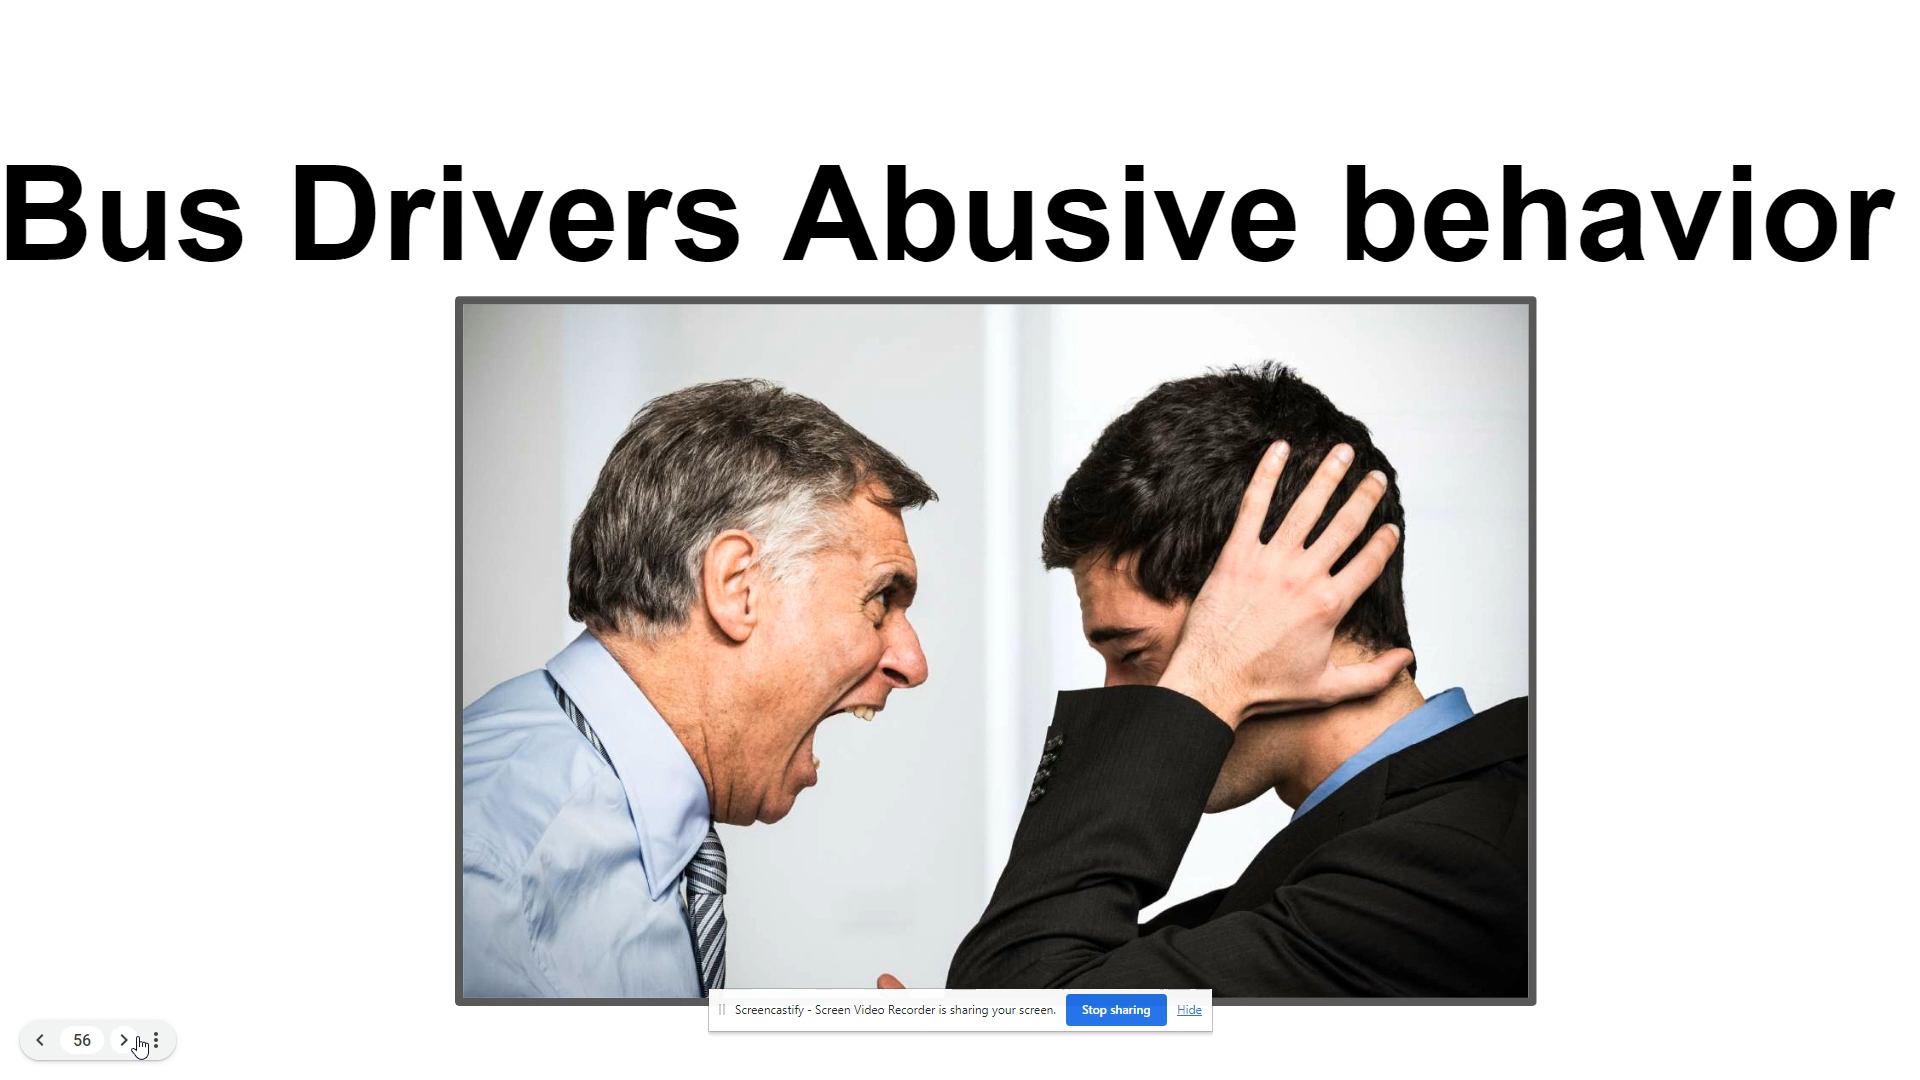 Bus Drivers Abusive behavior
Screencastify - Screen Video Recorder is sharing your screen. Stop sharing Hide
56